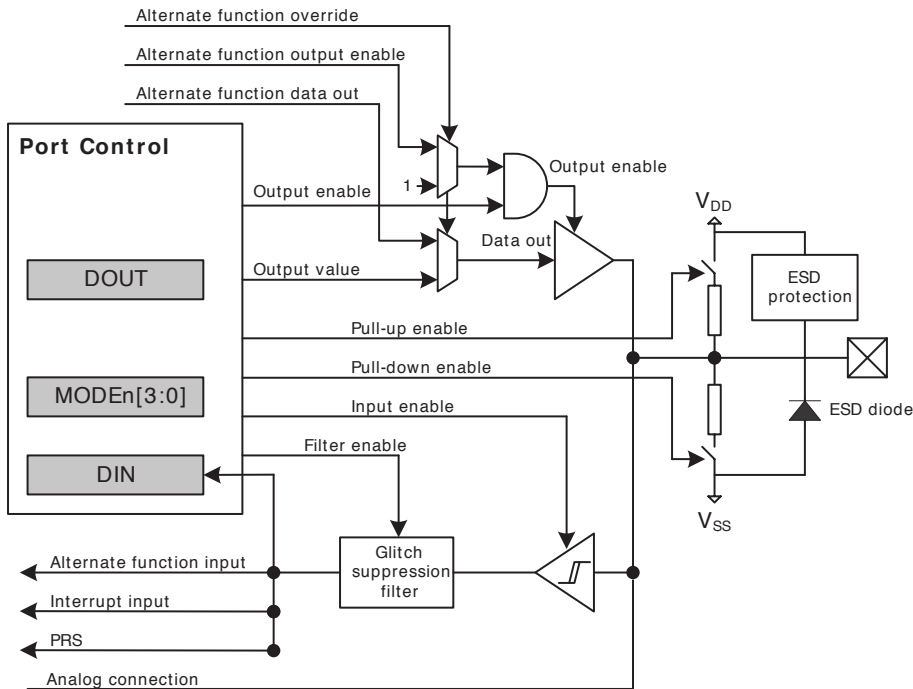 Alternate function override
Alternate function output enable
Alternate function data out
Port Control
Output enable
1
Output enable
Data out
DOUT
Output value
VDD
ESD
protection
Pull-up enable
Pull-down enable
MODEn[3:0]
Input enable
ESD diode
Filter enable
DIN
VSS
Glitch
suppression
filter
Alternate function input
Interrupt input
PRS
Analog connection